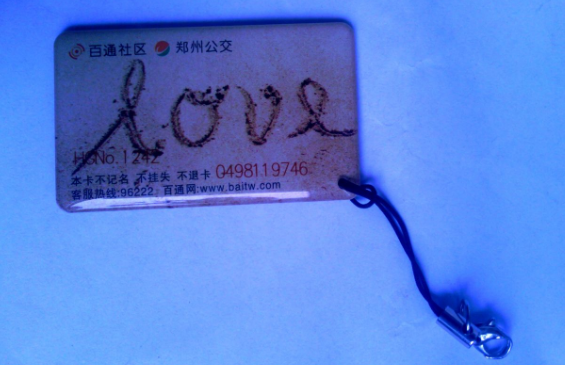 百通社区 郑州公交
love
HSNo.1242
本卡不记名 不挂失 不退卡 0498119746
客服热线:96222 百通网:www.baitw.com